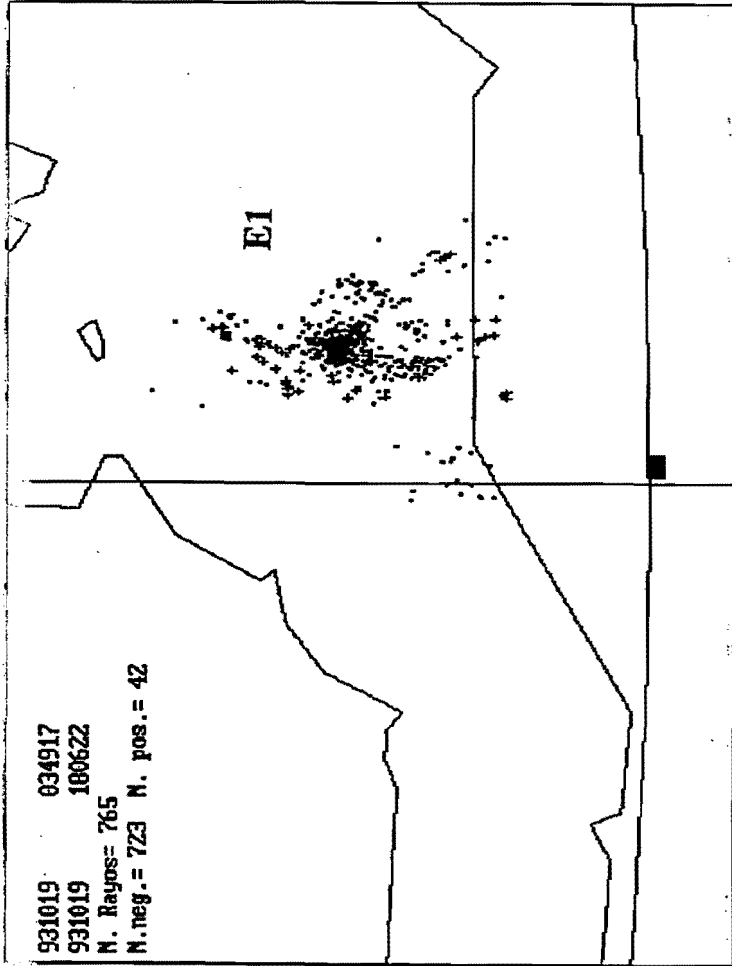 931019 034917
931019 180622
N. Rayos= 765
N.neg.= 723 N. pos.= 42
E1